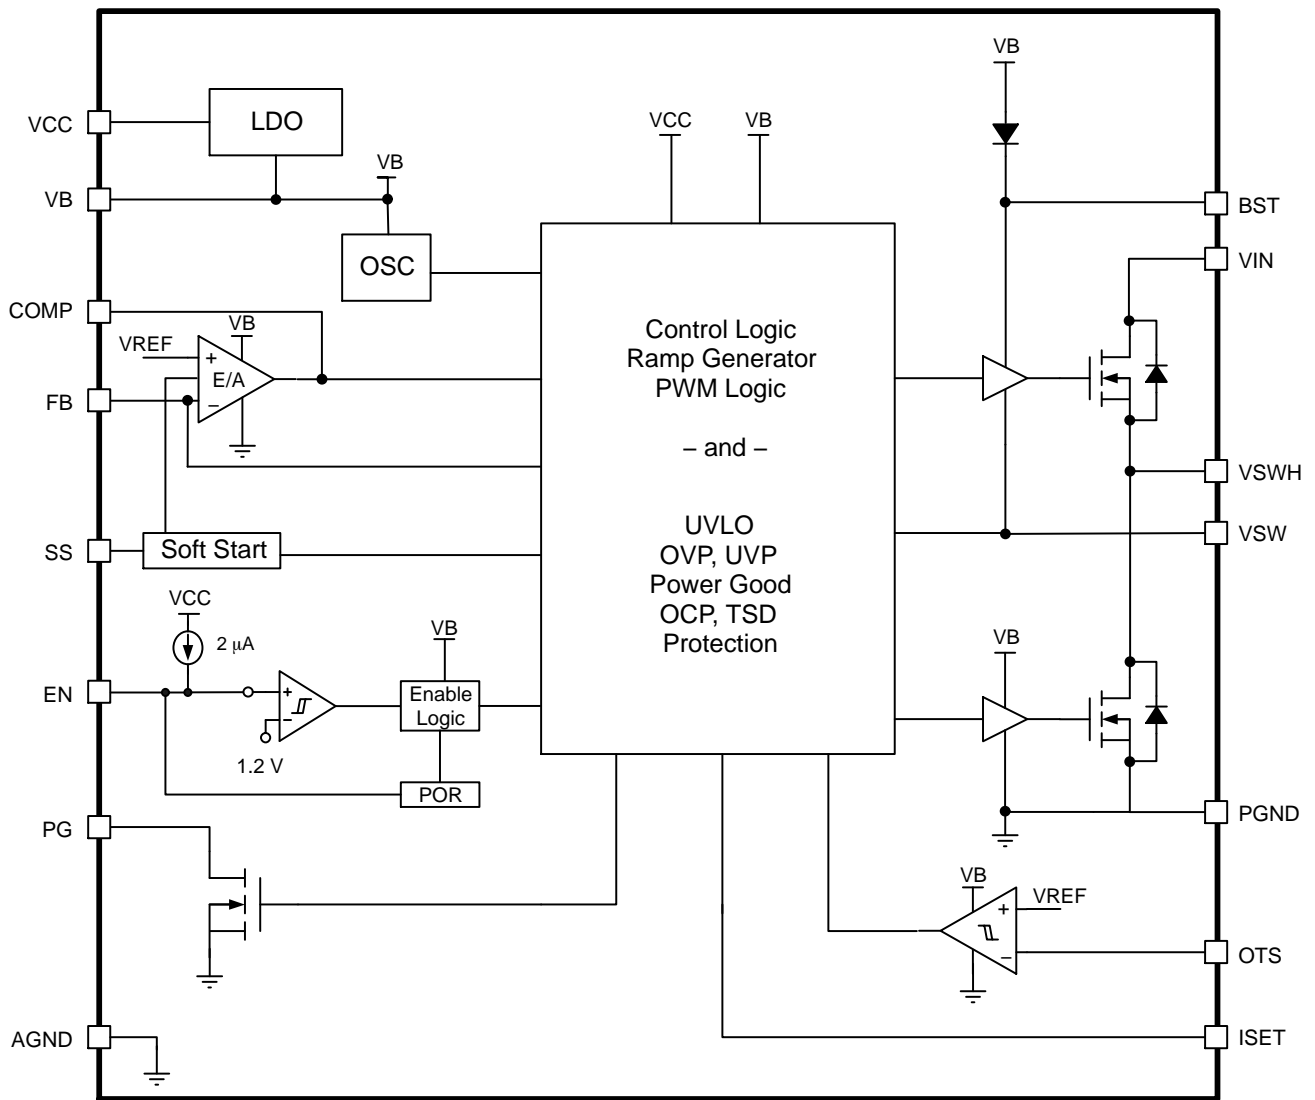 VB
LDO
VCC
VCC
VB
VB
VB
BST
OSC
VIN
COMP
VB
VREF
+
E/A
–
FB
Control Logic
Ramp Generator
PWM Logic
– and –
UVLO
OVP, UVP
Power Good
OCP, TSD
Protection
VSWH
VSW
SS
Soft Start
VCC
2 μA
VB
VB
EN
+
–
Enable
Logic
1.2 V
POR
PG
PGND
VB
+
VREF
–
OTS
AGND
ISET